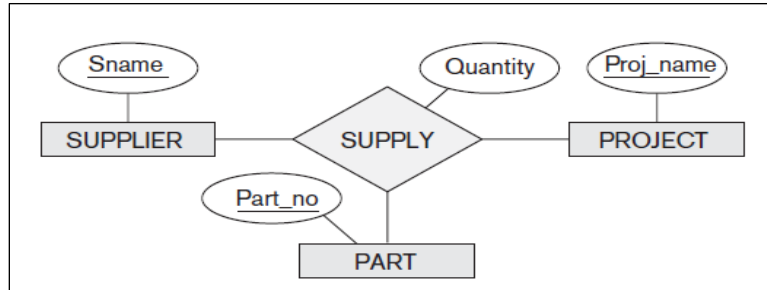 Sname
Quantity
Proj_name
SUPPLIER
SUPPLY
PROJECT
Part_no
PART